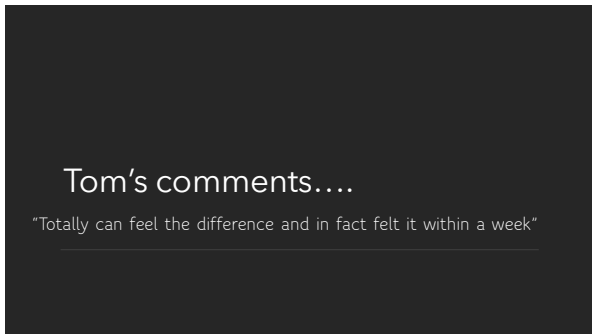 Tom’s comments….
“Totally can feel the difference and in fact felt it within a week”